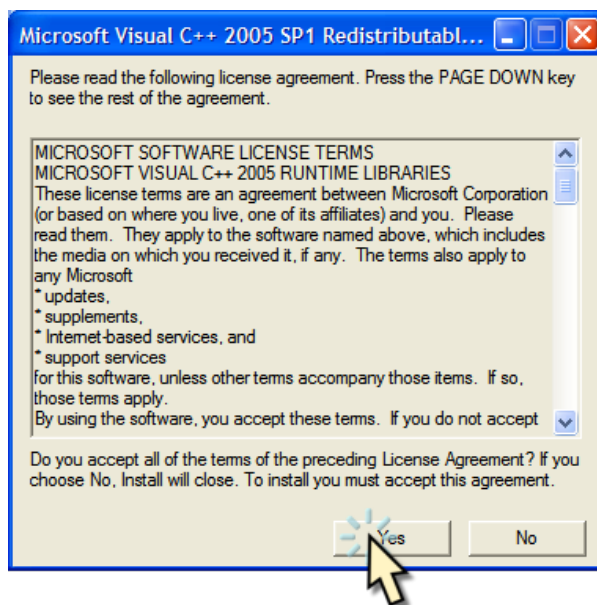 Microsoft Visual C++ 2005 SP1 Redistributabl...
Please read the following license agreement. Press the PAGE DOWN key
to see the rest of the agreement.
MICROSOFT SOFTWARE LICENSE TERMS
MICROSOFT VISUAL C++ 2005 RUNTIME LIBRARIES
These license terms are an agreement between Microsoft Corporation
(or based on where you live, one of its affiliates) and you.  Please
read them.  They apply to the software named above, which includes
the media on which you received it, if any.  The terms also apply to
any Microsoft
* updates,
* supplements,
* Internet-based services, and
* support services
for this software, unless other terms accompany those items.  If so,
those terms apply.
By using the software, you accept these terms.  If you do not accept
Do you accept all of the terms of the preceding License Agreement? If you
choose No, Install will close. To install you must accept this agreement.
Yes
No